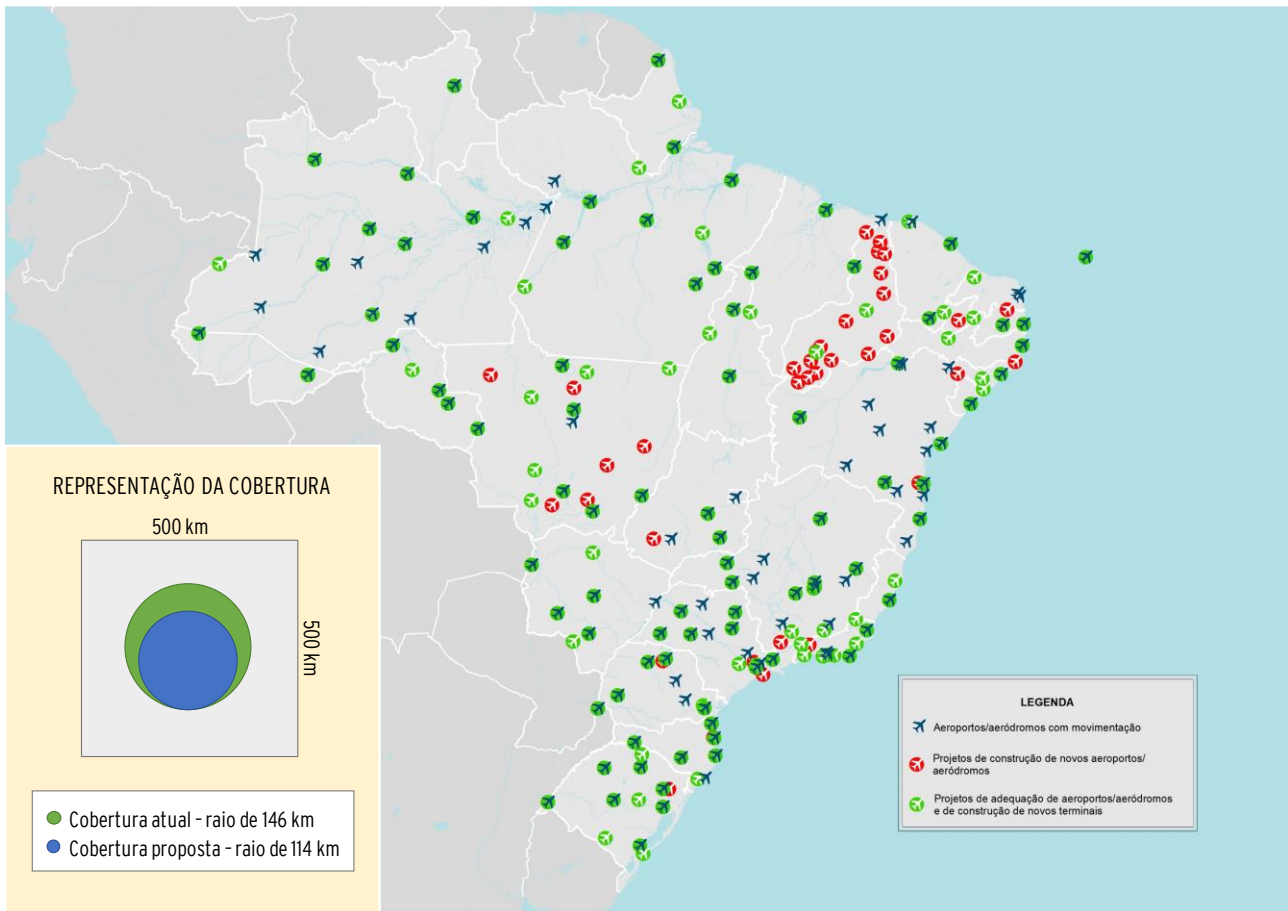 REPRESENTAÇÃO DA COBERTURA
500 km
500 km
Cobertura atual - raio de 146 km
Cobertura proposta - raio de 114 km
LEGENDA
Aeroportos/aeródromos com movimentação
Projetos de construção de novos aeroportos/
aeródromos
Projetos de adequação de aeroportos/aeródromos
e de construção de novos terminais